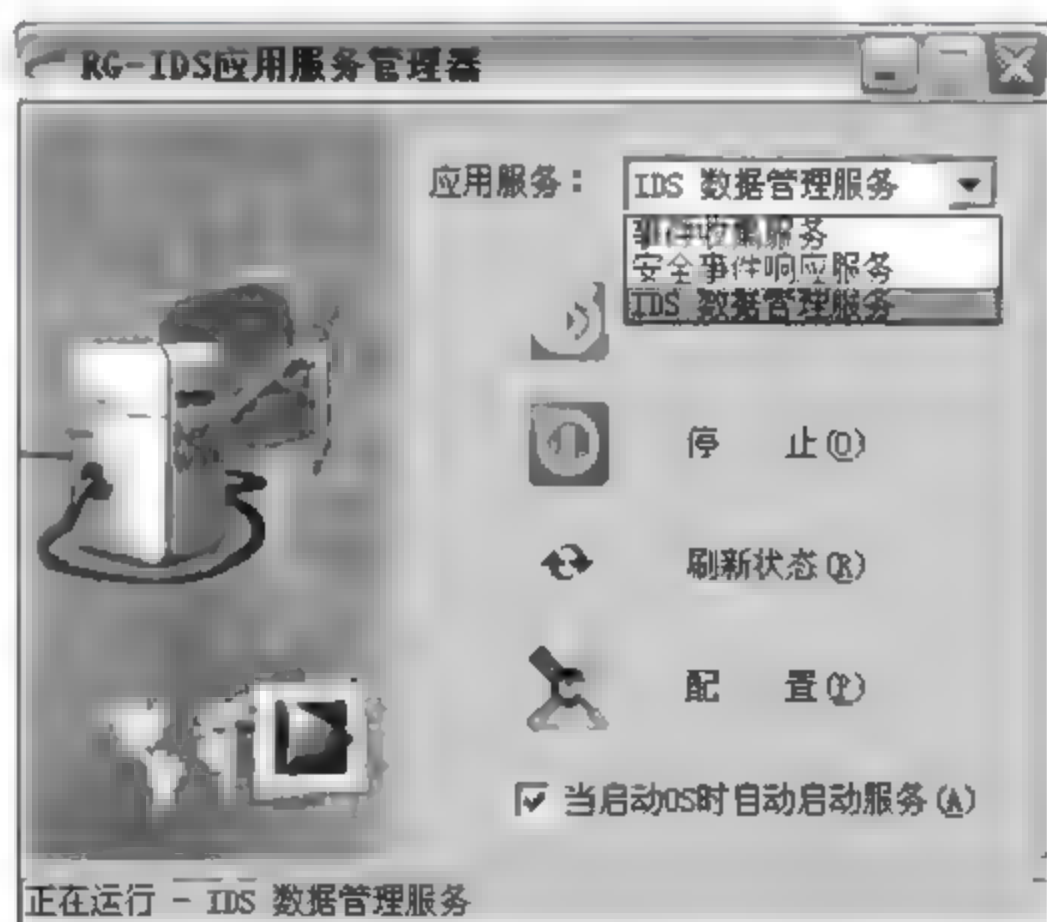 RG-IDS应用服务管理器
应用服务：
IDS 数据管理服务
服务
安全事件响应服务
IDS 数据管理服务
停 止(O)
刷新状态(R)
配 置(P)
当启动OS时自动启动服务(A)
正在运行 - IDS 数据管理服务